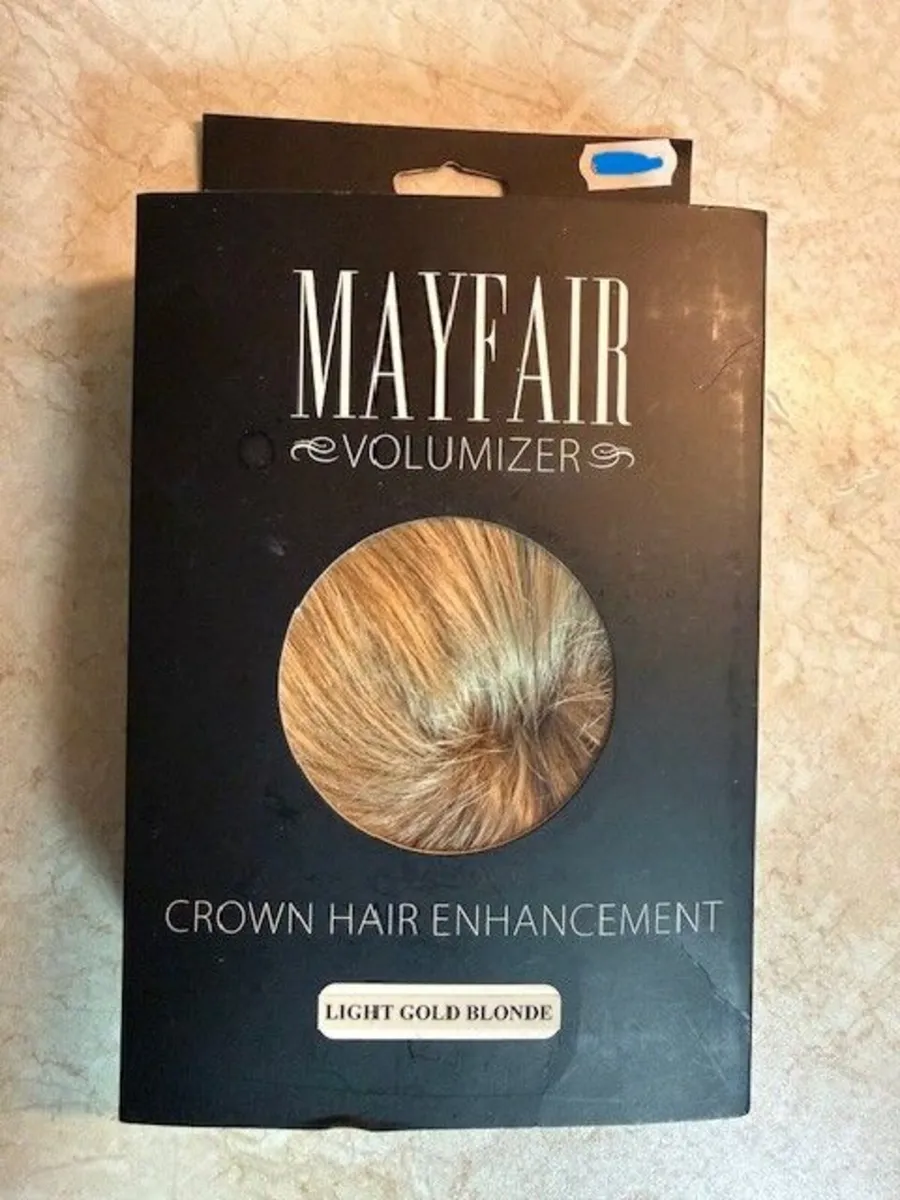 MAYFAIR
VOLUMIZER
CROWN HAIR ENHANCEMENT
LIGHT GOLD BLONDE